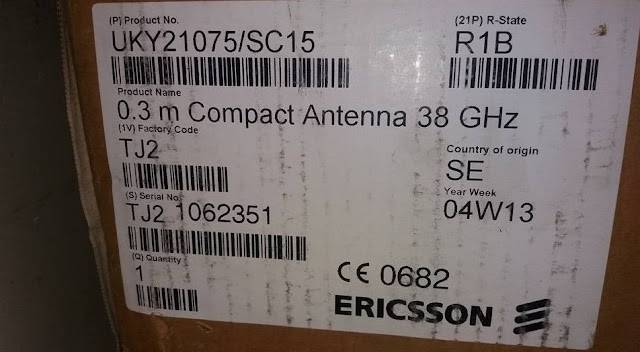 (P) Product No.
(21P) R-State
UKY21075/SC15
R1B
Product Name
0.3 m Compact Antenna 38 GHz
(1V) Factory Code
TJ2
Country of origin
SE
(S) Serial No.
Year Week
TJ2 1062351
04W13
(Q) Quantity
1
CE 0682
ERICSSON